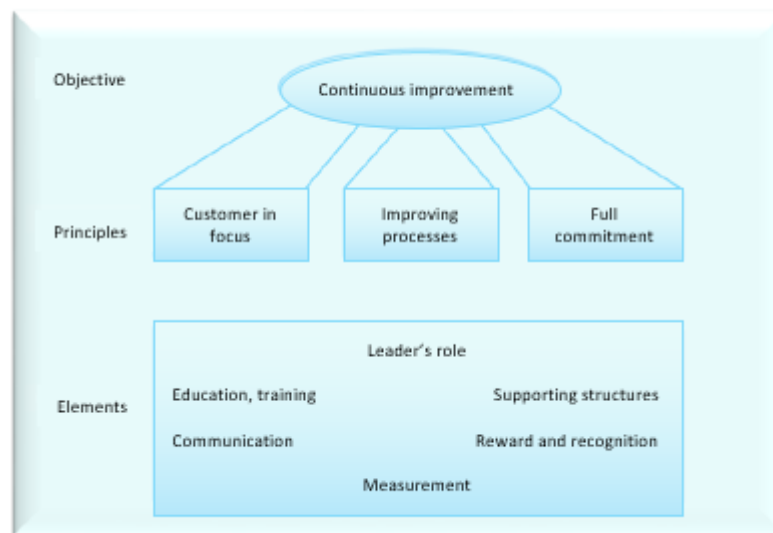 Objective
Continuous improvement
Principles
Customer in
focus
Improving
processes
Full
commitment
Elements
Leader's role
Education, training
Supporting structures
Communication
Reward and recognition
Measurement